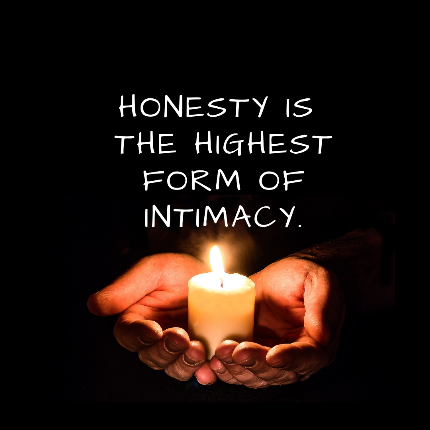 HONESTY IS
THE HIGHEST
FORM OF
INTIMACY.